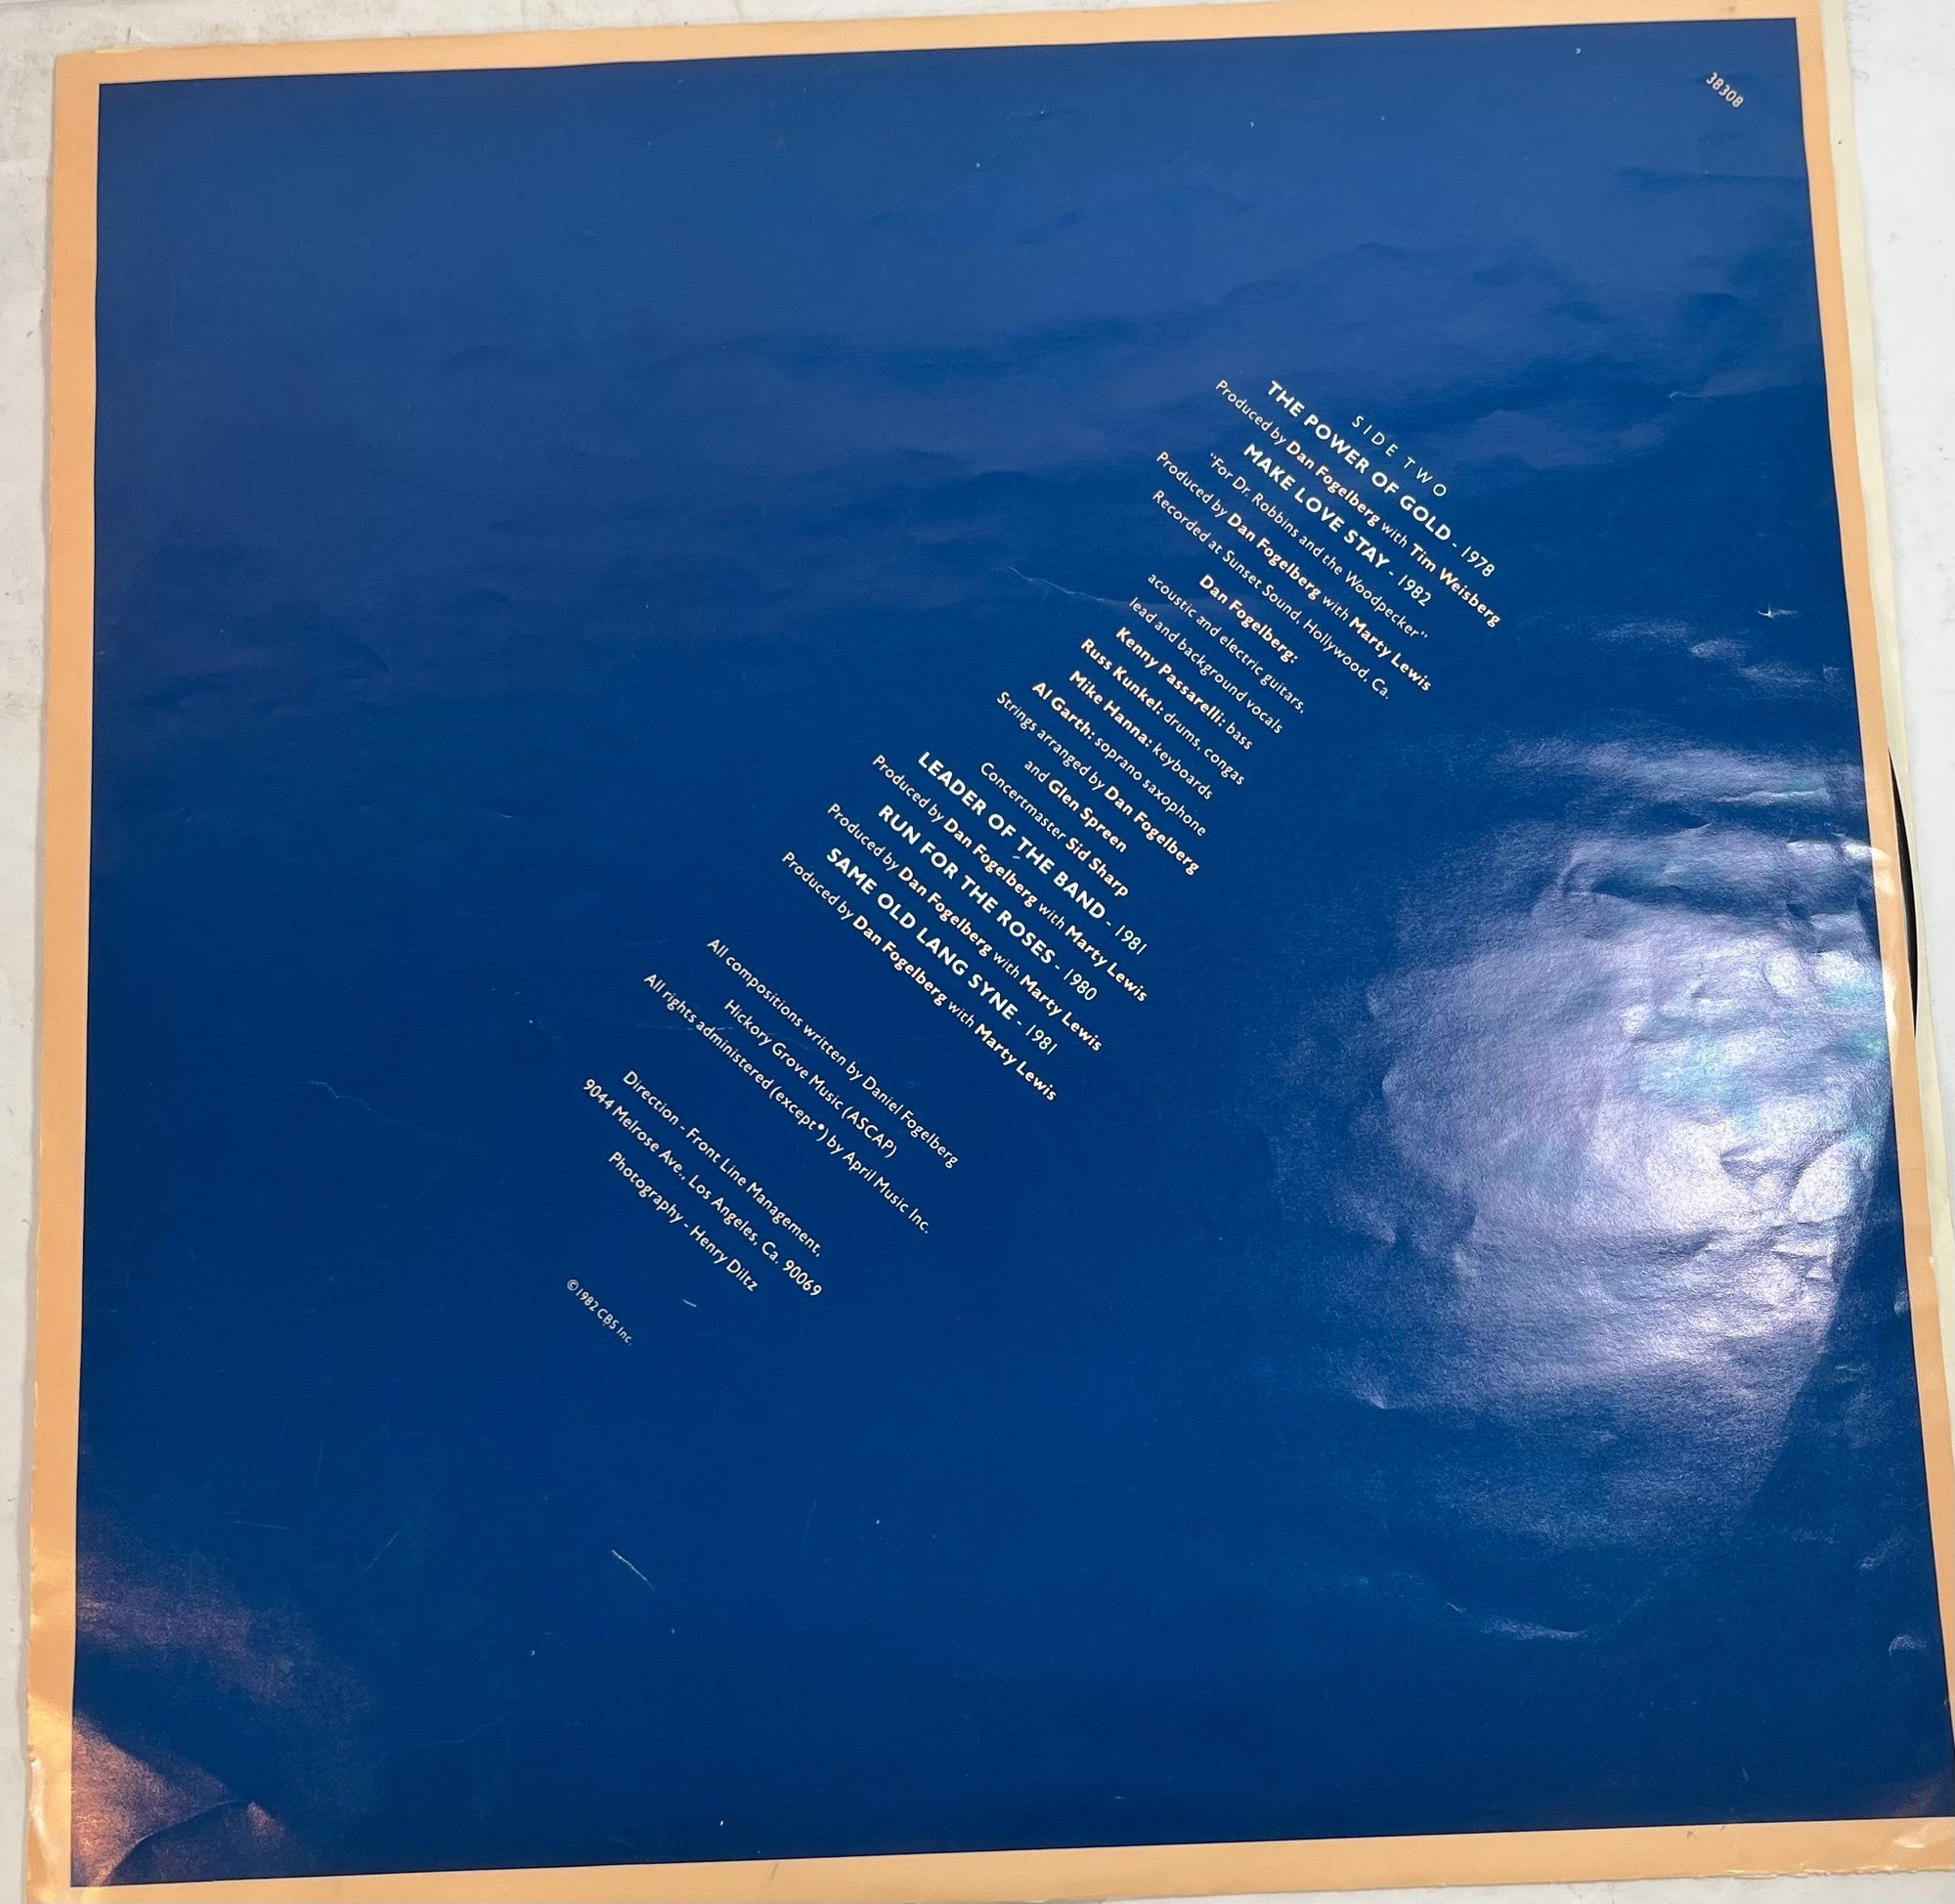 38308
SIDE TWO
THE POWER OF GOLD - 1978
Produced by Dan Fogelberg with Tim Weisberg
MAKE LOVE STAY - 1982
"For Dr. Robbins and the Woodpecker"
Produced by Dan Fogelberg with Marty Lewis
Recorded at Sunset Sound, Hollywood, Ca.
Dan Fogelberg:
acoustic and electric guitars,
lead and background vocals
Kenny Passarelli: bass
Russ Kunkel: drums, congas
Mike Hanna: keyboards
Al Garth: soprano saxophone
Strings arranged by Dan Fogelberg
and Glen Spreen
Concertmaster Sid Sharp
LEADER OF THE BAND - 1981
Produced by Dan Fogelberg with Marty Lewis
RUN FOR THE ROSES - 1980
Produced by Dan Fogelberg with Marty Lewis
SAME OLD LANG SYNE - 1981
Produced by Dan Fogelberg with Marty Lewis
All compositions written by Daniel Fogelberg
Hickory Grove Music (ASCAP)
All rights administered (except•) by April Music Inc.
Direction - Front Line Management,
9044 Melrose Ave., Los Angeles, Ca. 90069
Photography - Henry Diltz
©1982 CBS Inc.